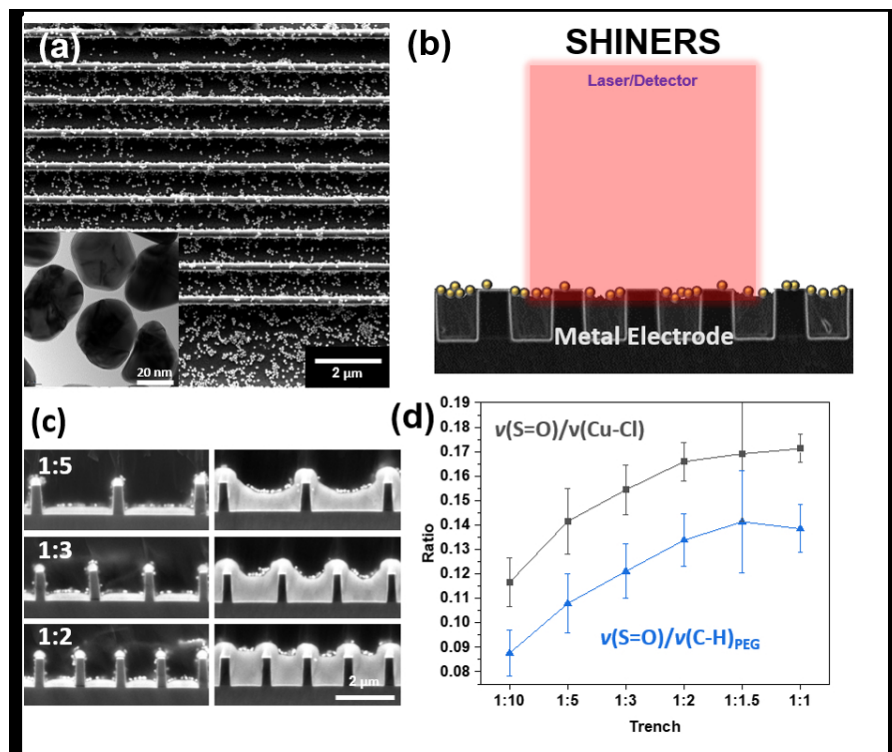 (a)
20 nm
2 µm
(b)
SHINERS
Laser/Detector
Metal Electrode
(c)
1:5
1:3
1:2
2 µm
(d)
0.19
0.18
0.17
0.16
0.15
0.14
0.13
0.12
0.11
0.10
0.09
0.08
Ratio
ν(S=O)/ν(Cu-Cl)
ν(S=O)/ν(C-H)PEG
1:10 1:5 1:3 1:2 1:1.5 1:1
Trench